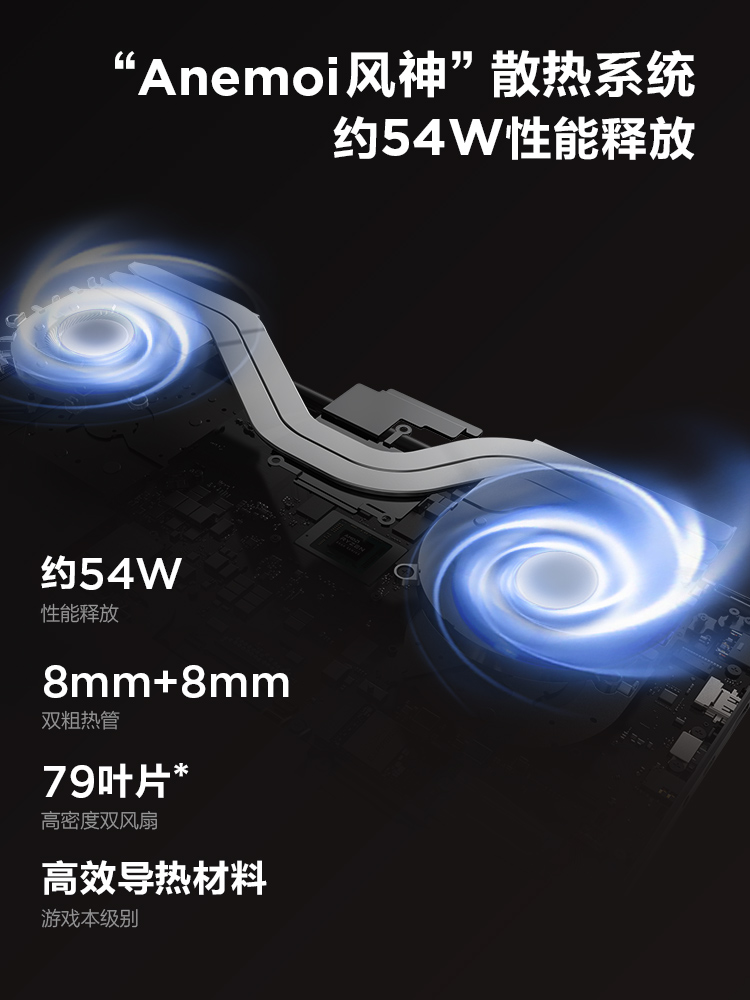 “Anemoi风神”散热系统
约54W性能释放
约54W
性能释放
8mm+8mm
双粗热管
79叶片*
高密度双风扇
高效导热材料
游戏本级别